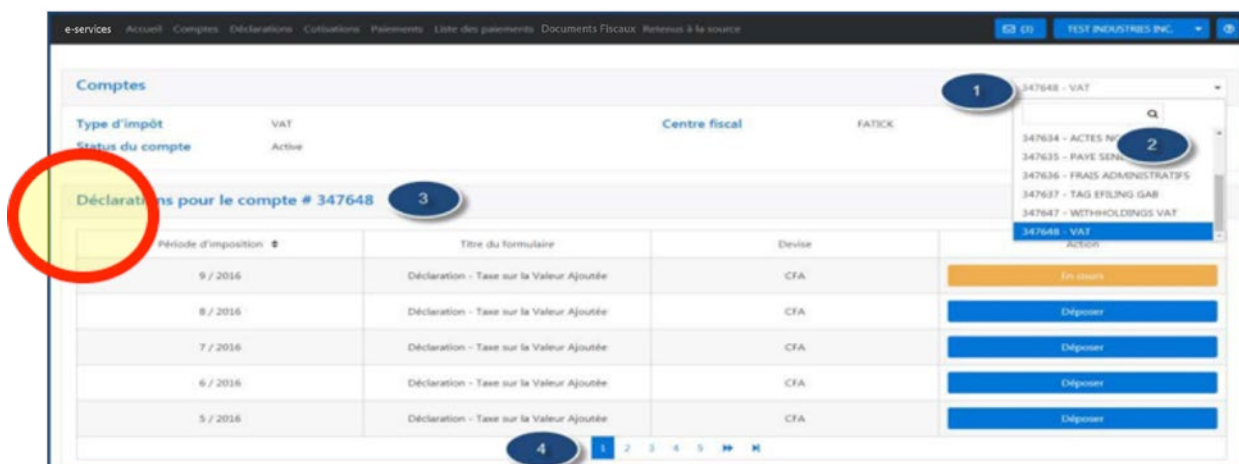 e-services Accueil Comptes Déclarations Cotisations Paiements Liste des paiements Documents Fiscaux Retenus à la source (3) TEST INDUSTRIES INC.
Comptes
1
347648 - VAT
Type d'impôt VAT Centre fiscal FATICK
Status du compte Active
347634 - ACTES
2
347635 - PAYE
347636 - FRAIS ADMINISTRATIFS
347637 - TAG EFILING GAB
347647 - WITHHOLDINGS VAT
347648 - VAT
Déclarations pour le compte # 347648 3
Période d'imposition Titre du formulaire Devise Action
9 / 2016 Déclaration - Taxe sur la Valeur Ajoutée CFA En cours
8 / 2016 Déclaration - Taxe sur la Valeur Ajoutée CFA Déposer
7 / 2016 Déclaration - Taxe sur la Valeur Ajoutée CFA Déposer
6 / 2016 Déclaration - Taxe sur la Valeur Ajoutée CFA Déposer
5 / 2016 Déclaration - Taxe sur la Valeur Ajoutée CFA Déposer
4 1 2 3 4 5